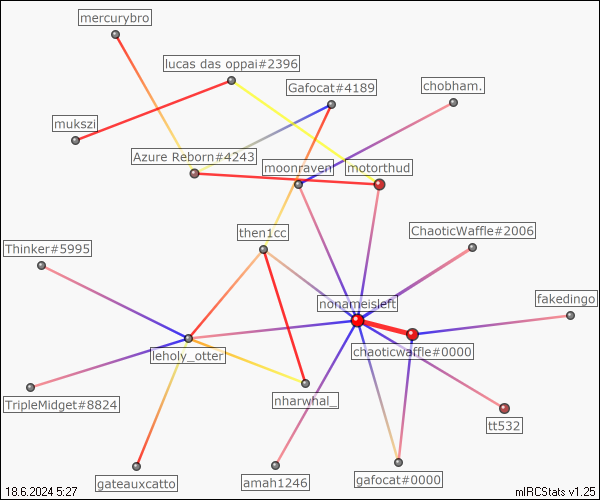 mercurybro
lucas das oppai#2396
Gafocat#4189
chobham.
mukszi
Azure Reborn#4243
moonraven
motorthud
then1cc
ChaoticWaffle#2006
Thinker#5995
nonameisleft
fakedingo
leholy_otter
chaoticwaffle#0000
TripleMidget#8824
nharwhal_
tt532
gateauxcatto
amah1246
gafocat#0000
18.6.2024 5:27
mIRCStats v1.25